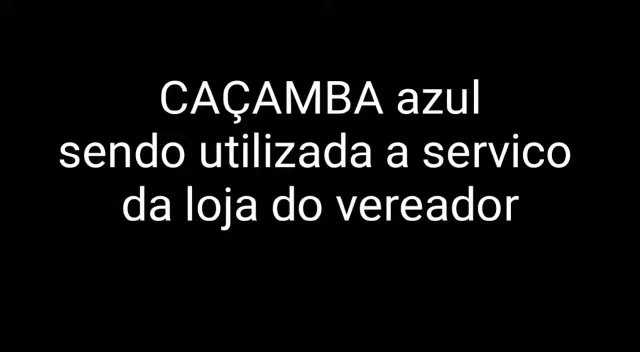 CAÇAMBA azul
sendo utilizada a servico
da loja do vereador